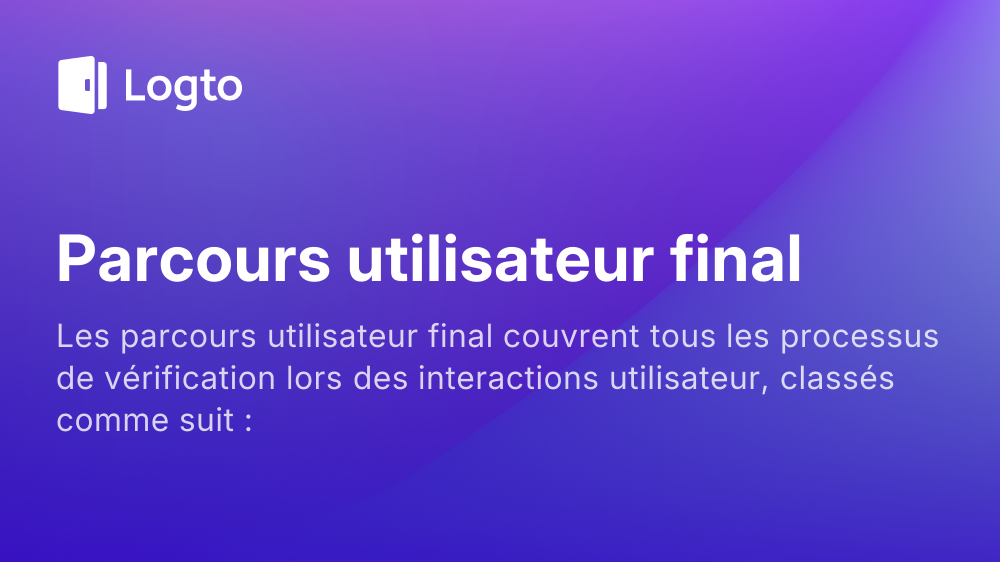 Logto
Parcours utilisateur final
Les parcours utilisateur final couvrent tous les processus
de vérification lors des interactions utilisateur, classés
comme suit :